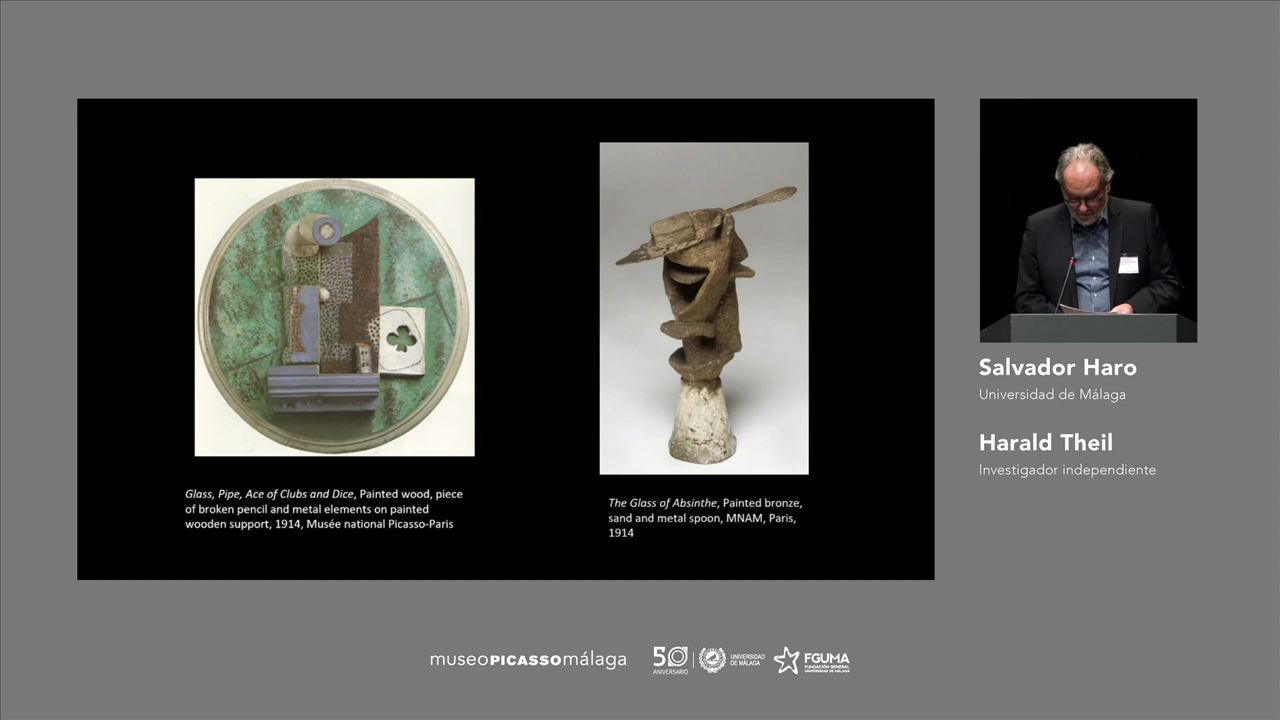 Glass, Pipe, Ace of Clubs and Dice, Painted wood, piece
of broken pencil and metal elements on painted
wooden support, 1914, Musée national Picasso-Paris
The Glass of Absinthe, Painted bronze,
sand and metal spoon, MNAM, Paris,
1914
Salvador Haro
Universidad de Málaga
Harald Theil
Investigador independiente
museoPICASSOmálaga
50
ANIVERSARIO
UNIVERSIDAD
DE MÁLAGA
FGUMA
FUNDACIÓN GENERAL
UNIVERSIDAD DE MÁLAGA